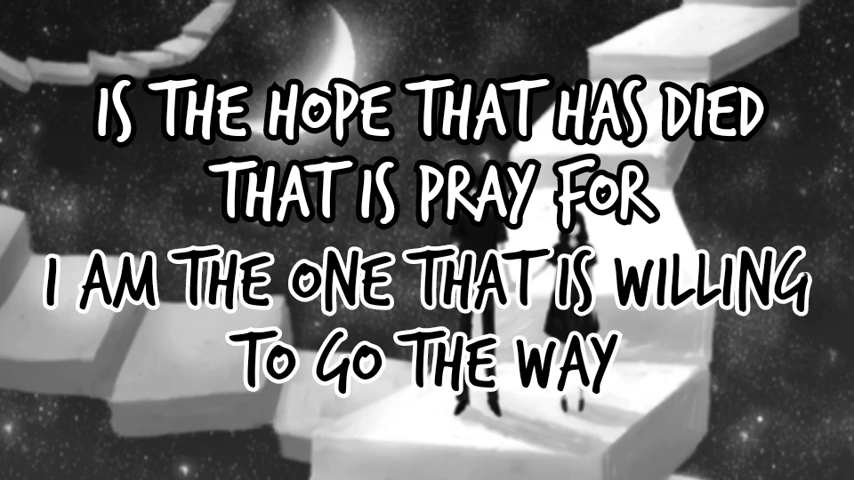 IS THE HOPE THAT HAS DIED
THAT IS PRAY FOR
I AM THE ONE THAT IS WILLING
TO GO THE WAY